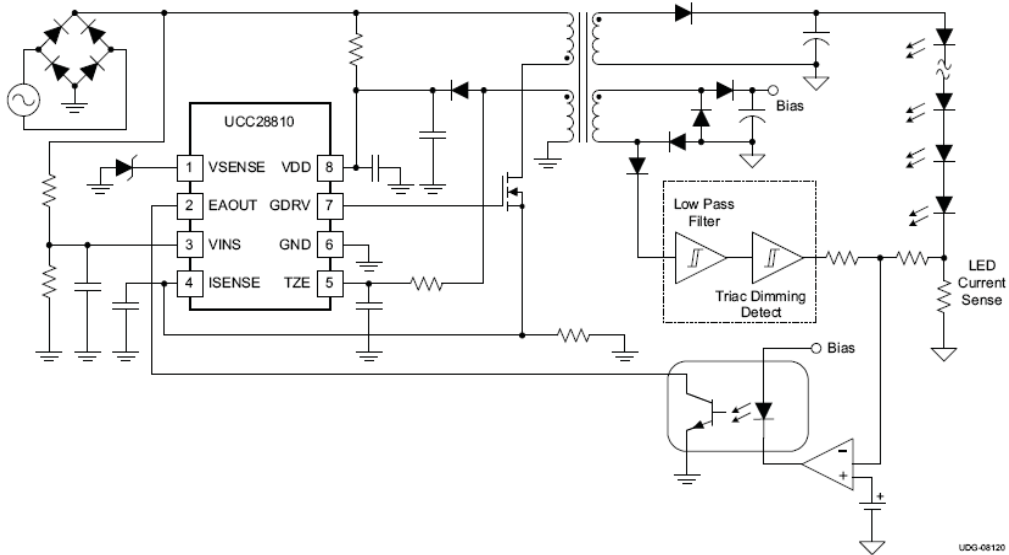 UCC28810
1 VSENSE VDD 8
2 EAOUT GDRV 7
3 VINS GND 6
4 ISENSE TZE 5
Bias
Low Pass
Filter
Triac Dimming
Detect
LED
Current
Sense
Bias
-
+
+
UDG-08120